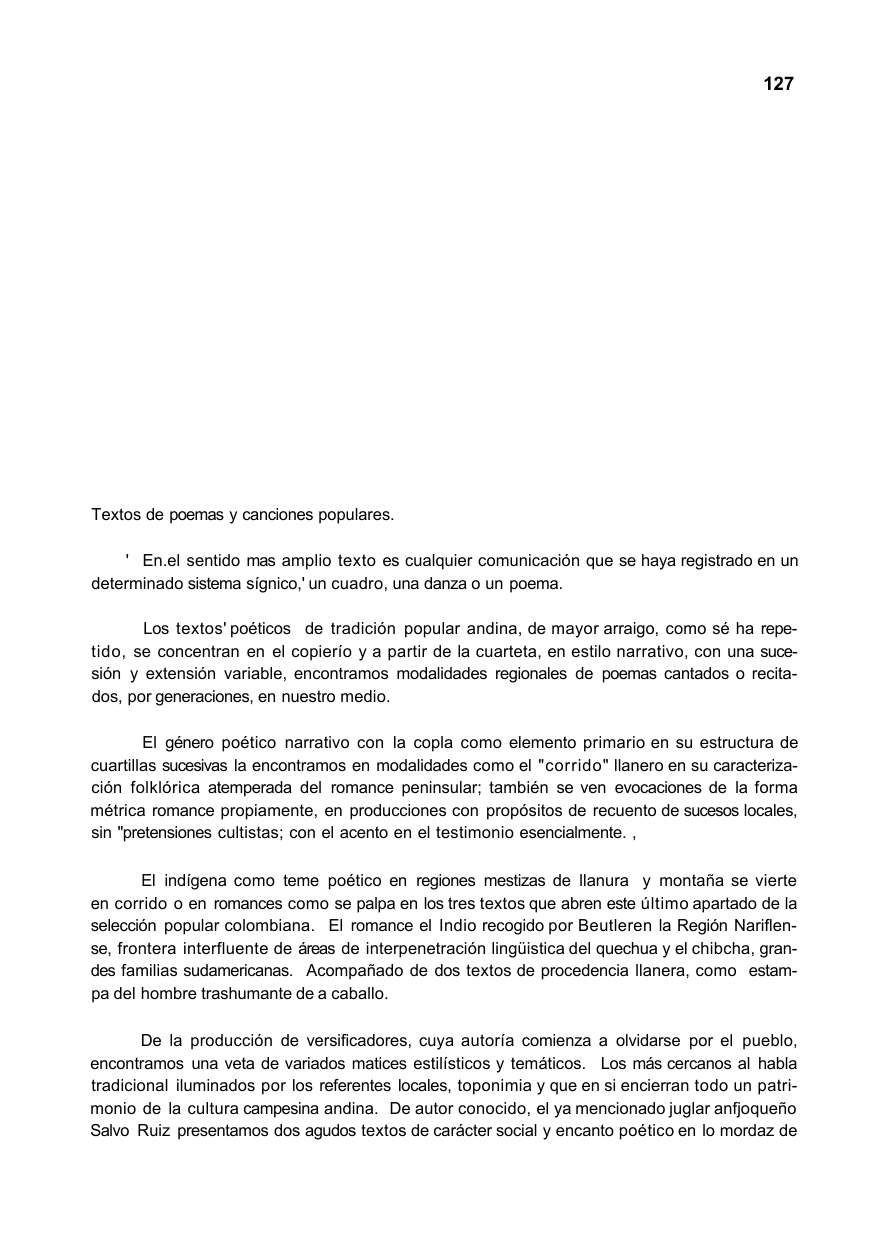 127
Textos de poemas y canciones populares.
' En.el sentido mas amplio texto es cualquier comunicación que se haya registrado en un
determinado sistema sígnico,' un cuadro, una danza o un poema.
Los textos' poéticos de tradición popular andina, de mayor arraigo, como sé ha repe-
tido, se concentran en el copierío y a partir de la cuarteta, en estilo narrativo, con una suce-
sión y extensión variable, encontramos modalidades regionales de poemas cantados o recita-
dos, por generaciones, en nuestro medio.
El género poético narrativo con la copla como elemento primario en su estructura de
cuartillas sucesivas la encontramos en modalidades como el "corrido" llanero en su caracteriza-
ción folklórica atemperada del romance peninsular; también se ven evocaciones de la forma
métrica romance propiamente, en producciones con propósitos de recuento de sucesos locales,
sin "pretensiones cultistas; con el acento en el testimonio esencialmente. ,
El indígena como teme poético en regiones mestizas de llanura y montaña se vierte
en corrido o en romances como se palpa en los tres textos que abren este último apartado de la
selección popular colombiana. El romance el Indio recogido por Beutleren la Región Nariflen-
se, frontera interfluente de áreas de interpenetración lingüistica del quechua y el chibcha, gran-
des familias sudamericanas. Acompañado de dos textos de procedencia llanera, como estam-
pa del hombre trashumante de a caballo.
De la producción de versificadores, cuya autoría comienza a olvidarse por el pueblo,
encontramos una veta de variados matices estilísticos y temáticos. Los más cercanos al habla
tradicional iluminados por los referentes locales, toponimia y que en si encierran todo un patri-
monio de la cultura campesina andina. De autor conocido, el ya mencionado juglar anfjoqueño
Salvo Ruiz presentamos dos agudos textos de carácter social y encanto poético en lo mordaz de